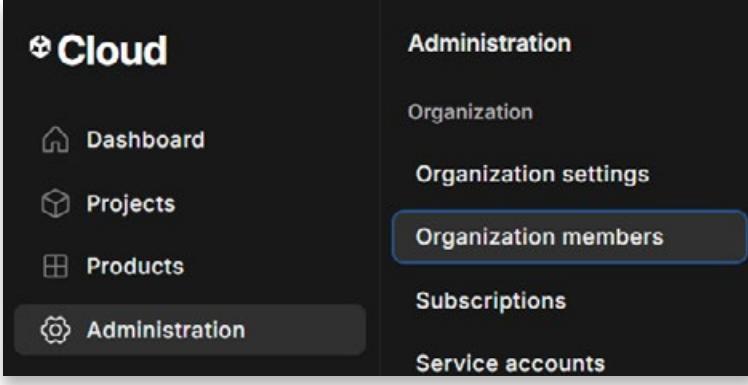 Cloud
Dashboard
Projects
Products
Administration
Administration
Organization
Organization settings
Organization members
Subscriptions
Service accounts